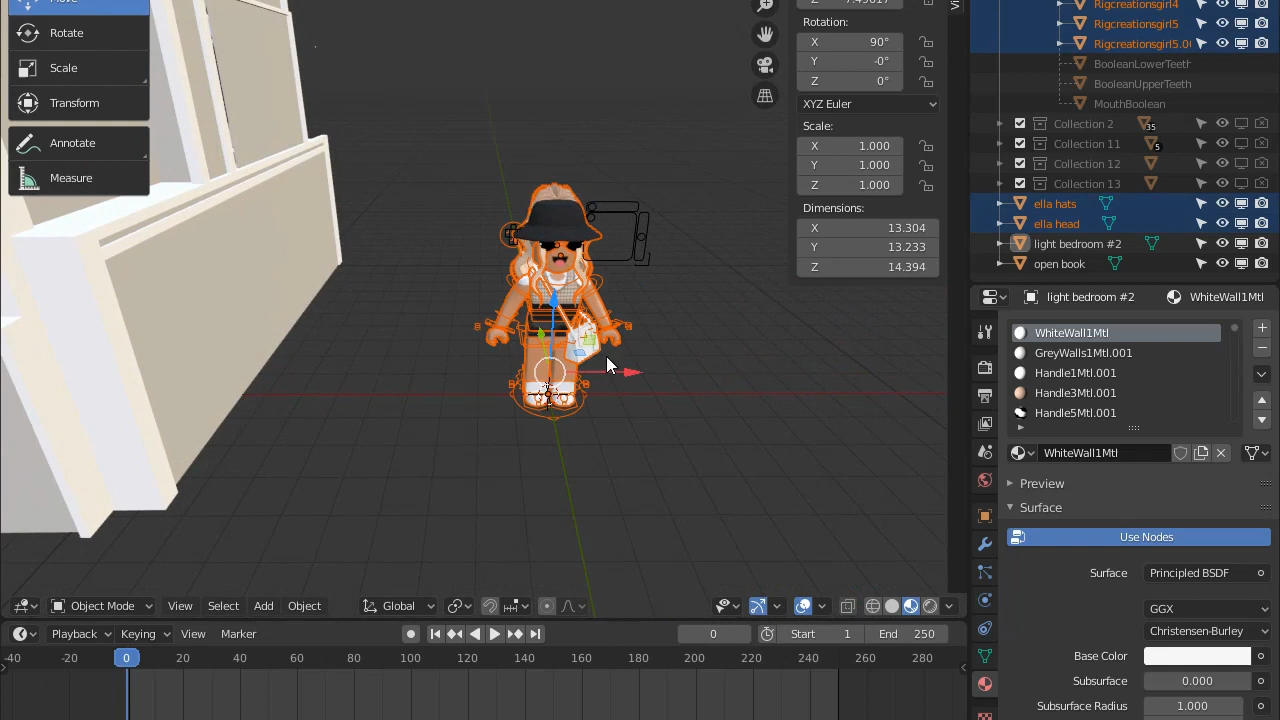 Move
Rotate
Scale
Transform
Annotate
Measure
Rotation:
X 90°
Y -0°
Z 0°
XYZ Euler
Scale:
X 1.000
Y 1.000
Z 1.000
Dimensions:
X 13.304
Y 13.233
Z 14.394
Rigcreationsgirl4
Rigcreationsgirl5
Rigcreationsgirl5.0
BooleanLowerTeeth
BooleanUpperTeeth
MouthBoolean
Collection 2 35
Collection 11 5
Collection 12
Collection 13
ella hats
ella head
light bedroom #2
open book
light bedroom #2 WhiteWall1Mtl
WhiteWall1Mtl
GreyWalls1Mtl.001
Handle1Mtl.001
Handle3Mtl.001
Handle5Mtl.001
WhiteWall1Mtl
Preview
Surface
Use Nodes
Surface Principled BSDF
GGX
Christensen-Burley
Base Color
Subsurface 0.000
Subsurface Radius 1.000
Object Mode View Select Add Object Global
Playback Keying View Marker 0 Start 1 End 250
-40 -20 0 20 40 60 80 100 120 140 160 180 200 220 240 260 280